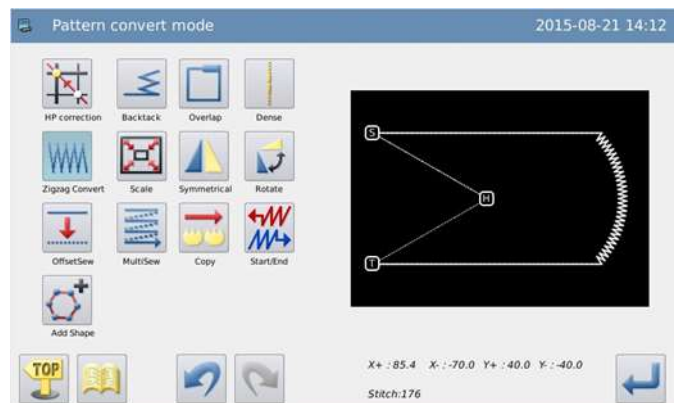 Pattern convert mode 2015-08-21 14:12
HP correction Backtack Overlap Dense
Zigzag Convert Scale Symmetrical Rotate
OffsetSew MultiSew Copy Start/End
Add Shape
S
H
T
TOP
X+ : 85.4 X- : -70.0 Y+ : 40.0 Y- : -40.0
Stitch:176